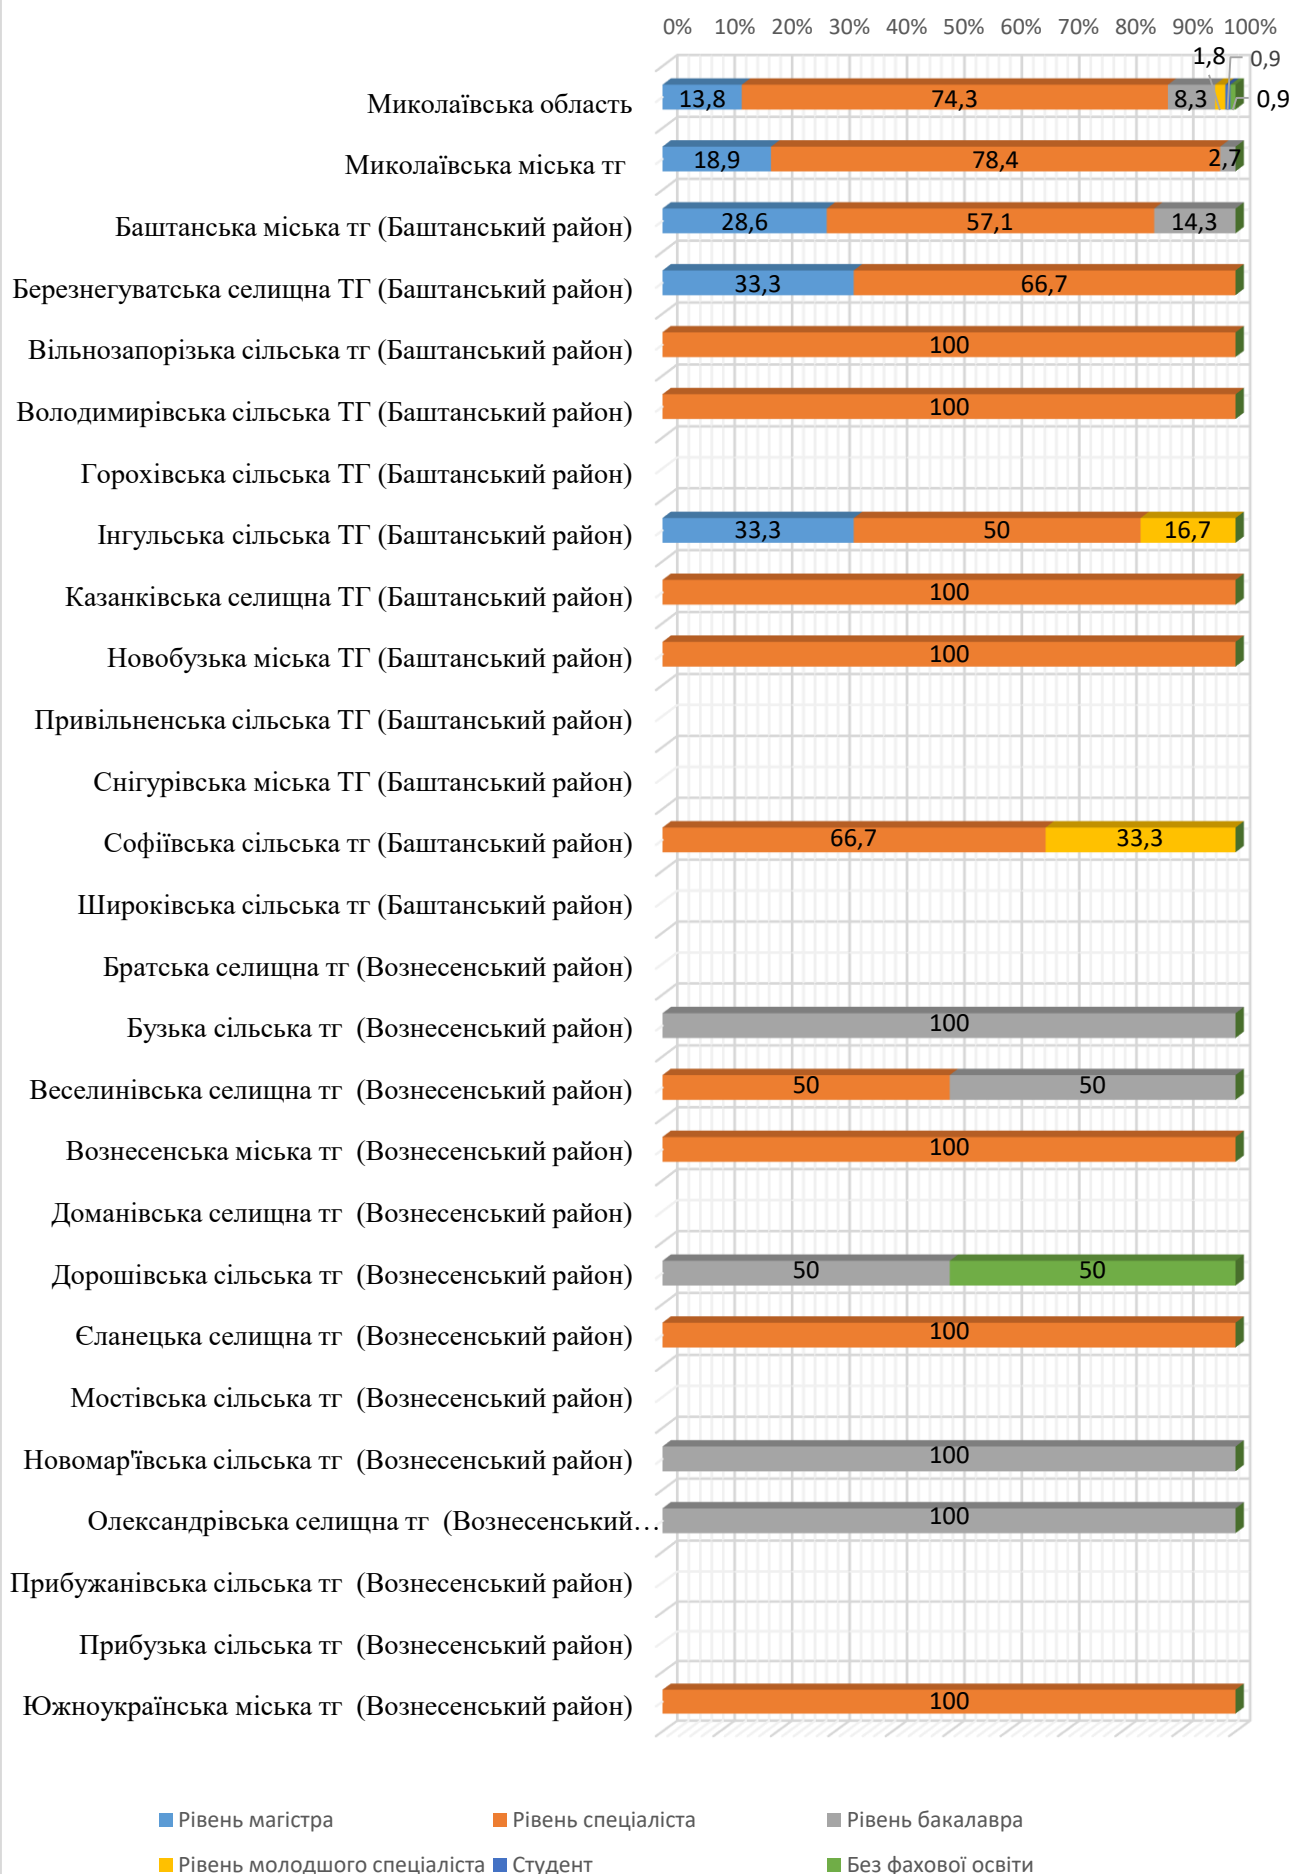 0% 10% 20% 30% 40% 50% 60% 70% 80% 90% 100%
1,8 0,9
Миколаївська область 13,8 74,3 8,3 0,9
Миколаївська міська тг 18,9 78,4 2,7
Баштанська міська тг (Баштанський район) 28,6 57,1 14,3
Березнегуватська селищна ТГ (Баштанський район) 33,3 66,7
Вільнозапорізька сільська тг (Баштанський район) 100
Володимирівська сільська ТГ (Баштанський район) 100
Горохівська сільська ТГ (Баштанський район)
Інгульська сільська ТГ (Баштанський район) 33,3 50 16,7
Казанківська селищна ТГ (Баштанський район) 100
Новобузька міська ТГ (Баштанський район) 100
Привільненська сільська ТГ (Баштанський район)
Снігурівська міська ТГ (Баштанський район)
Софіївська сільська тг (Баштанський район) 66,7 33,3
Широківська сільська тг (Баштанський район)
Братська селищна тг (Вознесенський район)
Бузька сільська тг (Вознесенський район) 100
Веселинівська селищна тг (Вознесенський район) 50 50
Вознесенська міська тг (Вознесенський район) 100
Доманівська селищна тг (Вознесенський район)
Дорошівська сільська тг (Вознесенський район) 50 50
Єланецька селищна тг (Вознесенський район) 100
Мостівська сільська тг (Вознесенський район)
Новомар'ївська сільська тг (Вознесенський район) 100
Олександрівська селищна тг (Вознесенський… 100
Прибужанівська сільська тг (Вознесенський район)
Прибузька сільська тг (Вознесенський район)
Южноукраїнська міська тг (Вознесенський район) 100
Рівень магістра Рівень спеціаліста Рівень бакалавра
Рівень молодшого спеціаліста Студент Без фахової освіти